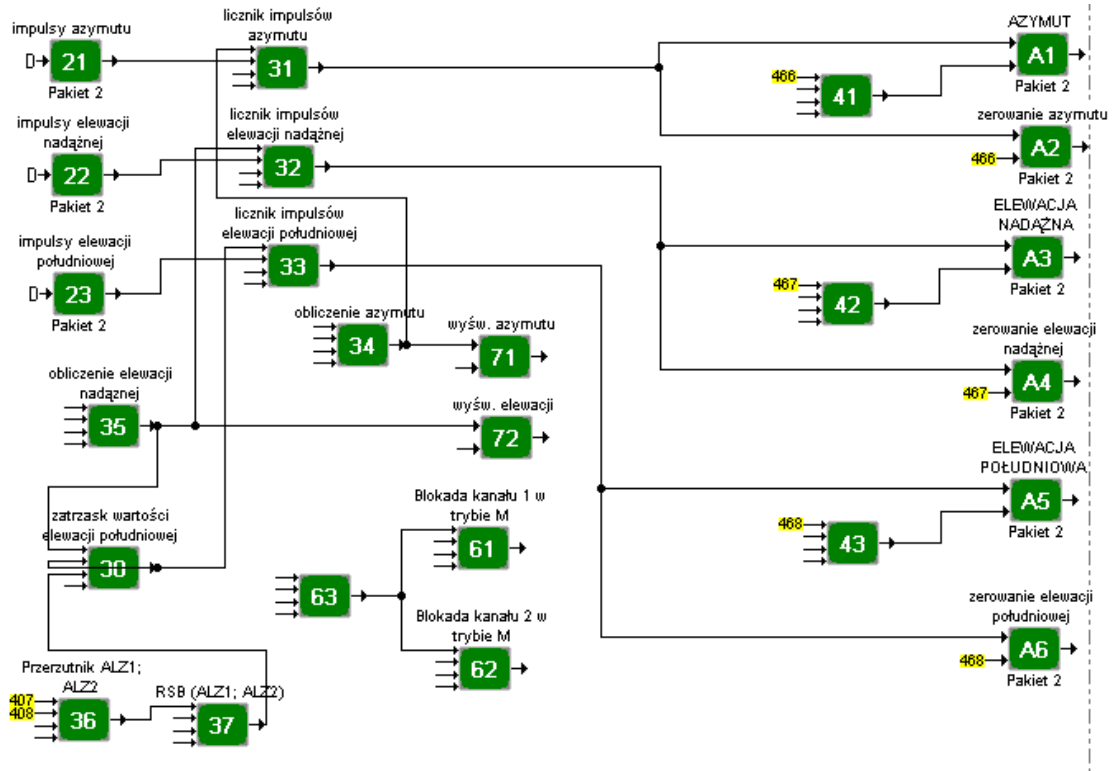 impulsy azymutu
D
21
Pakiet 2
licznik impulsów
azymutu
31
AZYMUT
A1
Pakiet 2
466
41
impulsy elewacji
nadążnej
D
22
Pakiet 2
licznik impulsów
elewacji nadążnej
32
zerowanie azymutu
466
A2
Pakiet 2
impulsy elewacji
południowej
D
23
Pakiet 2
licznik impulsów
elewacji południowej
33
ELEWACJA
NADĄŻNA
A3
Pakiet 2
467
42
obliczenie azymutu
34
wyśw. azymutu
71
zerowanie elewacji
nadążnej
467
A4
Pakiet 2
obliczenie elewacji
nadąznej
35
wyśw. elewacji
72
ELEWACJA
POŁUDNIOWA
A5
Pakiet 2
468
43
zatrzask wartości
elewacji południowej
30
Blokada kanału 1 w
trybie M
61
63
Blokada kanału 2 w
trybie M
62
zerowanie elewacji
południowej
468
A6
Pakiet 2
Przerzutnik ALZ1;
ALZ2
407
408
36
RSB (ALZ1; ALZ2)
37